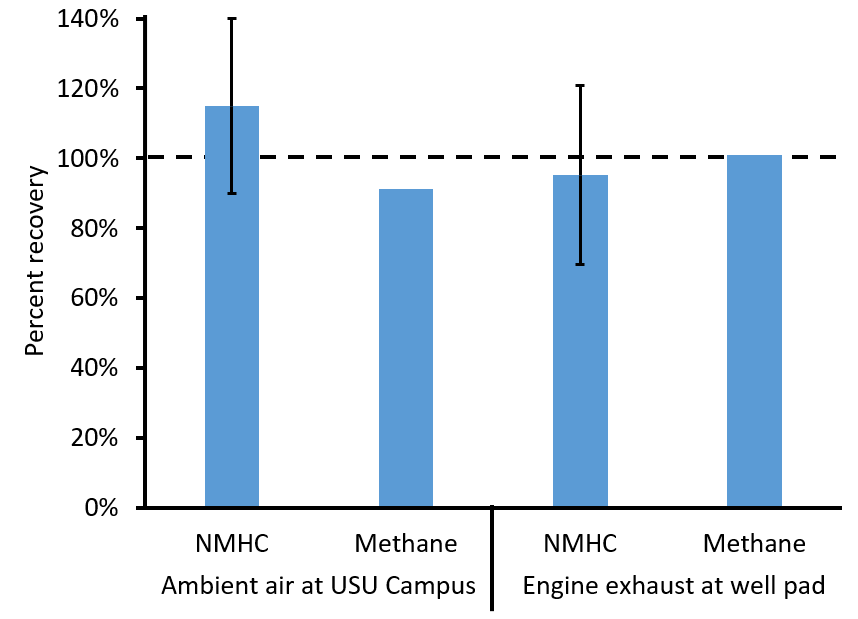 140%
120%
100%
80%
60%
40%
20%
0%
Percent recovery
NMHC
Methane
NMHC
Methane
Ambient air at USU Campus
Engine exhaust at well pad